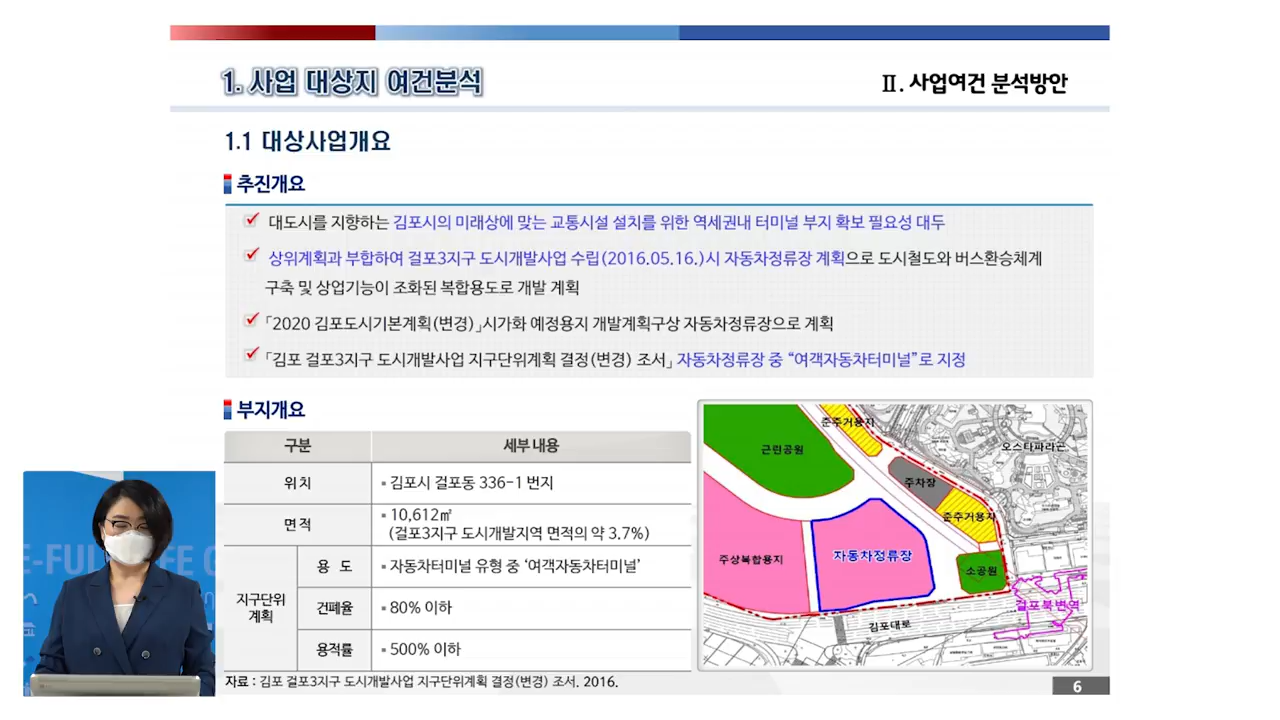 1. 사업 대상지 여건분석
Ⅱ. 사업여건 분석방안
1.1 대상사업개요
추진개요
대도시를 지향하는 김포시의 미래상에 맞는 교통시설 설치를 위한 역세권내 터미널 부지 확보 필요성 대두
상위계획과 부합하여 걸포3지구 도시개발사업 수립(2016.05.16.)시 자동차정류장 계획으로 도시철도와 버스환승체계
구축 및 상업기능이 조화된 복합용도로 개발 계획
「2020 김포도시기본계획(변경)」시가화 예정용지 개발계획구상 자동차정류장으로 계획
「김포 걸포3지구 도시개발사업 지구단위계획 결정(변경) 조서」 자동차정류장 중 “여객자동차터미널”로 지정
부지개요
구분 세부 내용
위치 ▪ 김포시 걸포동 336-1 번지
면적 ▪ 10,612㎡
(걸포3지구 도시개발지역 면적의 약 3.7%)
지구단위
계획
용 도 ▪ 자동차터미널 유형 중 ‘여객자동차터미널’
건폐율 ▪ 80% 이하
용적률 ▪ 500% 이하
자료 : 김포 걸포3지구 도시개발사업 지구단위계획 결정(변경) 조서. 2016.
준주거용지
근린공원
오스타파라곤
주차장
준주거용지
주상복합용지
자동차정류장
소공원
걸포북변역
김포대로
6